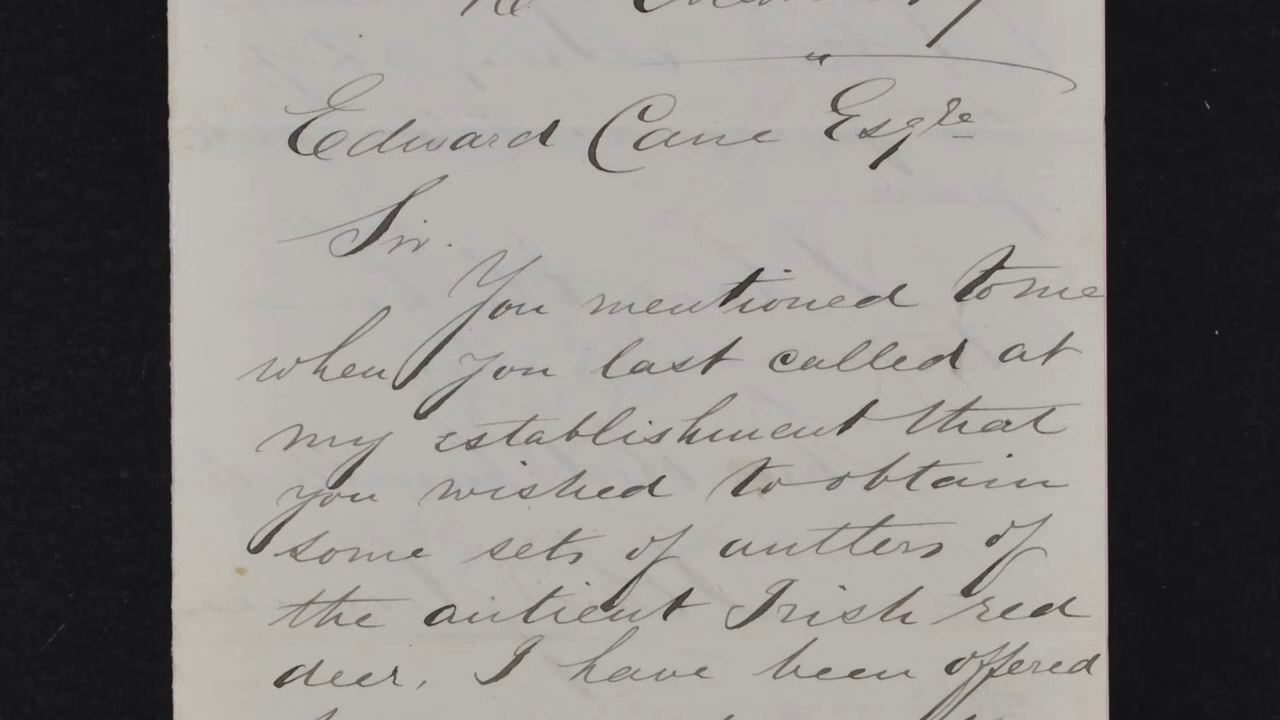 Edward Cane Esqre
Sir.
You mentioned to me
when you last called at
my establishment that
you wished to obtain
some sets of antlers of
the antient Irish red
deer. I have been offered